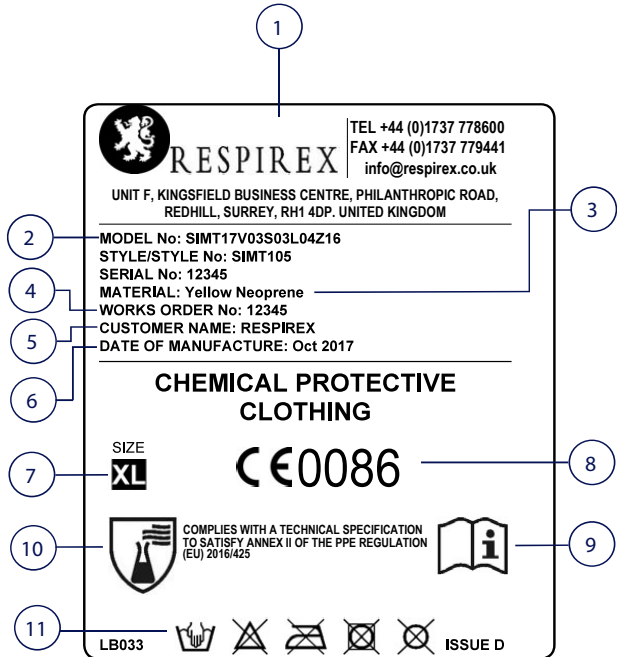 1
RESPIREX
TEL +44 (0)1737 778600
FAX +44 (0)1737 779441
info@respirex.co.uk
UNIT F, KINGSFIELD BUSINESS CENTRE, PHILANTHROPIC ROAD,
REDHILL, SURREY, RH1 4DP. UNITED KINGDOM
3
2
MODEL No: SIMT17V03S03L04Z16
STYLE/STYLE No: SIMT105
SERIAL No: 12345
MATERIAL: Yellow Neoprene
4
WORKS ORDER No: 12345
5
CUSTOMER NAME: RESPIREX
6
DATE OF MANUFACTURE: Oct 2017
CHEMICAL PROTECTIVE
CLOTHING
SIZE
7
XL
CE0086
8
10
COMPLIES WITH A TECHNICAL SPECIFICATION
TO SATISFY ANNEX II OF THE PPE REGULATION
(EU) 2016/425
i
9
11
LB033
ISSUE D